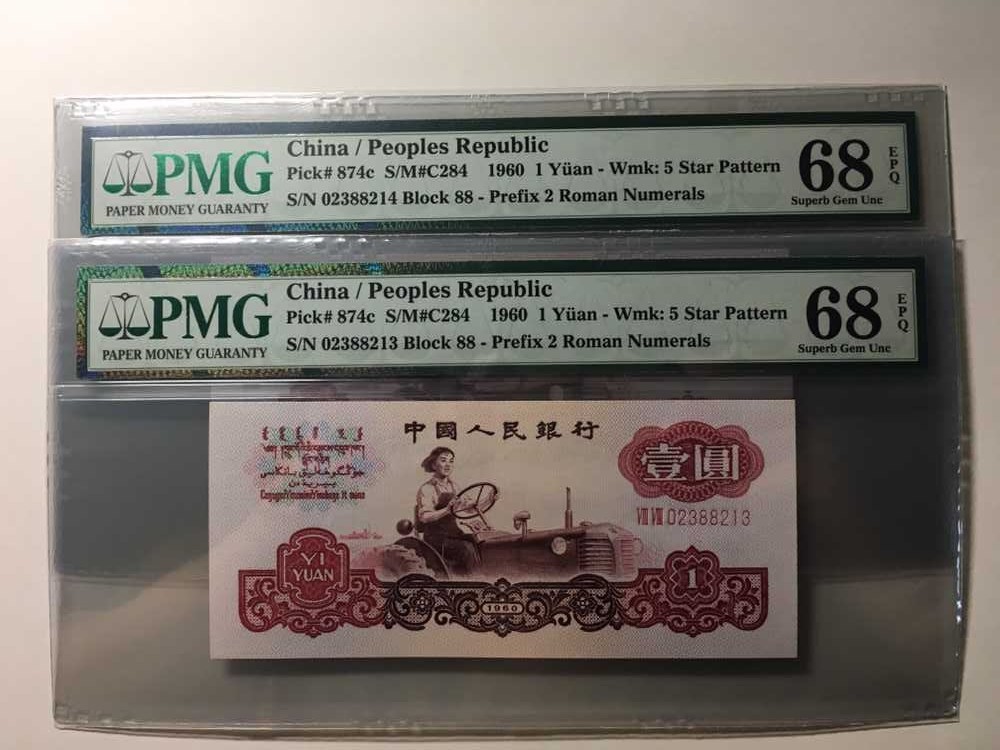 China / Peoples Republic
PMG
Pick# 874c S/M#C284 1960 1 Yüan - Wmk: 5 Star Pattern
68
EPQ
PAPER MONEY GUARANTY
S/N 02388214 Block 88 - Prefix 2 Roman Numerals
Superb Gem Unc
China / Peoples Republic
PMG
Pick# 874c S/M#C284 1960 1 Yüan - Wmk: 5 Star Pattern
68
EPQ
PAPER MONEY GUARANTY
S/N 02388213 Block 88 - Prefix 2 Roman Numerals
Superb Gem Unc
中國人民銀行
壹圓
VIII VIII 02388213
YI
YUAN
1
1960